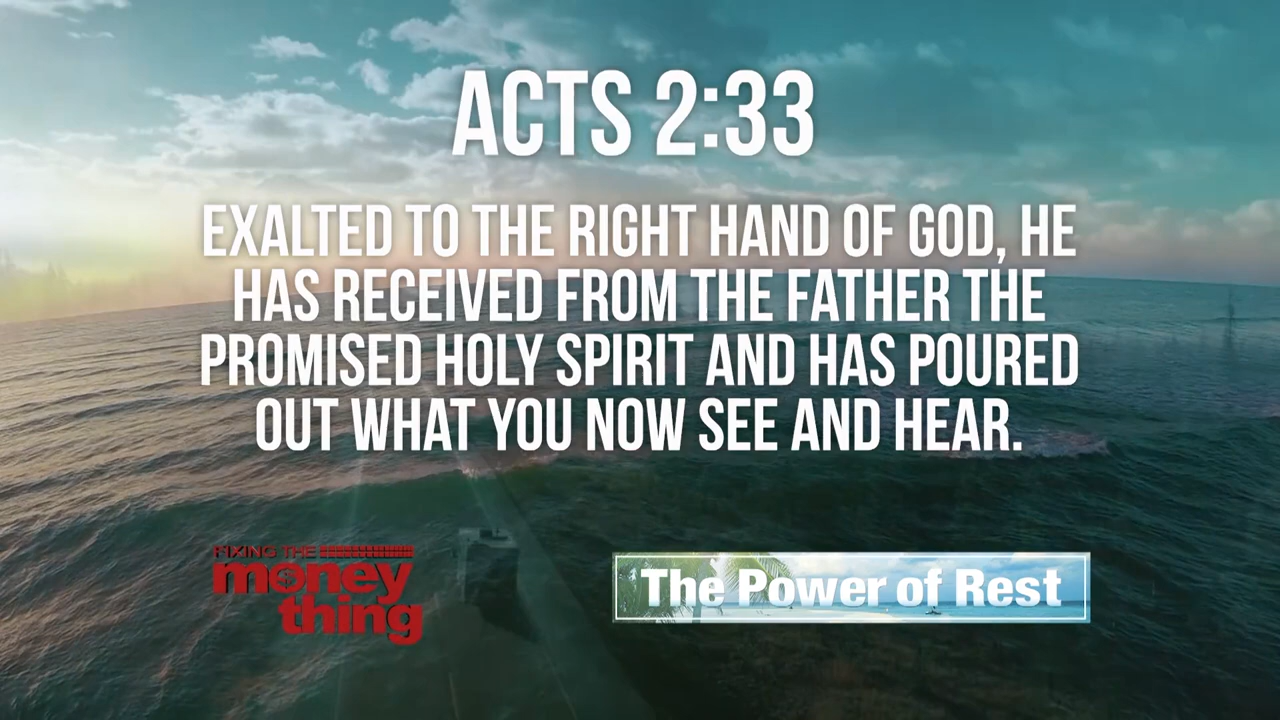 ACTS 2:33
EXALTED TO THE RIGHT HAND OF GOD, HE
HAS RECEIVED FROM THE FATHER THE
PROMISED HOLY SPIRIT AND HAS POURED
OUT WHAT YOU NOW SEE AND HEAR.
FIXING THE
money
thing
The Power of Rest